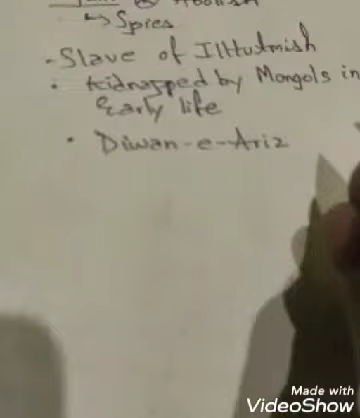 ↳ Spies
- Slave of Iltutmish
• kidnapped by Mongols in
early life
• Diwan-e-Ariz
Made with
VideoShow